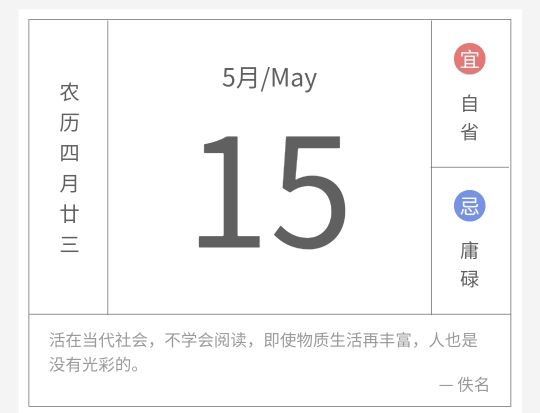 农历四月廿三
5月/May
15
宜
自省
忌
庸碌
活在当代社会，不学会阅读，即使物质生活再丰富，人也是
没有光彩的。
— 佚名